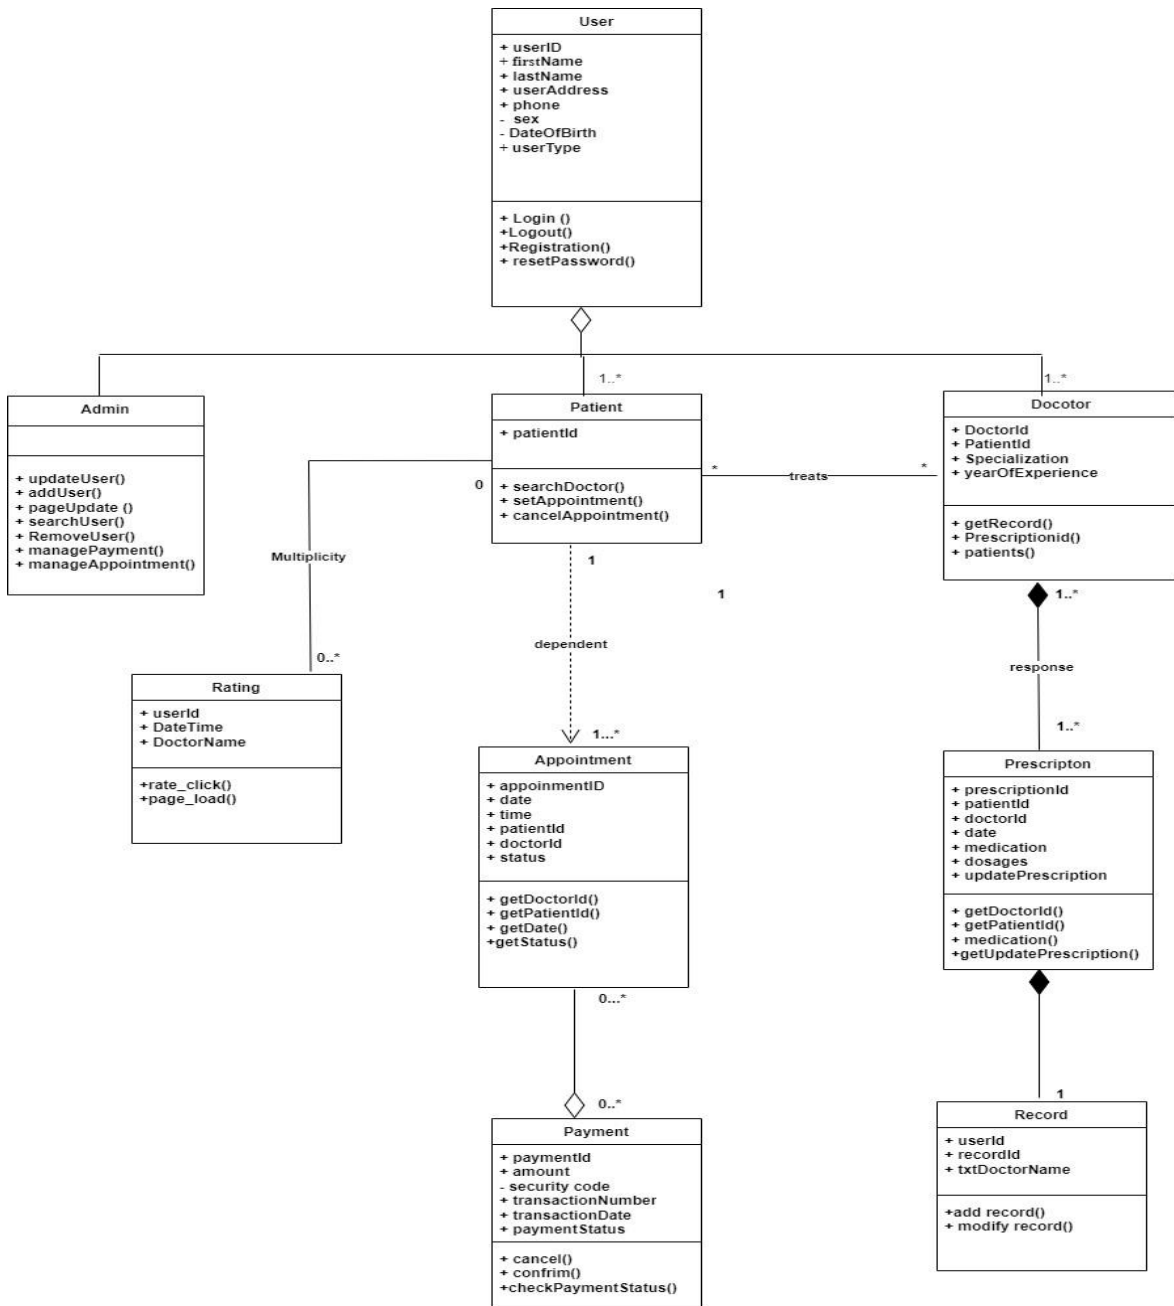 User
+ userID
+ firstName
+ lastName
+ userAddress
+ phone
- sex
- DateOfBirth
+ userType
+ Login ()
+Logout()
+Registration()
+ resetPassword()
1..*
1..*
Admin
+ updateUser()
+ addUser()
+ pageUpdate ()
+ searchUser()
+ RemoveUser()
+ managePayment()
+ manageAppointment()
Patient
+ patientId
+ searchDoctor()
+ setAppointment()
+ cancelAppointment()
Docotor
+ DoctorId
+ PatientId
+ Specialization
+ yearOfExperience
+ getRecord()
+ Prescriptionid()
+ patients()
* treats *
0
Multiplicity
0..*
1
dependent
1...*
1
1..*
response
1..*
Rating
+ userId
+ DateTime
+ DoctorName
+rate_click()
+page_load()
Appointment
+ appoinmentID
+ date
+ time
+ patientId
+ doctorId
+ status
+ getDoctorId()
+ getPatientId()
+ getDate()
+getStatus()
Prescripton
+ prescriptionId
+ patientId
+ doctorId
+ date
+ medication
+ dosages
+ updatePrescription
+ getDoctorId()
+ getPatientId()
+ medication()
+getUpdatePrescription()
0...*
0..*
1
Payment
+ paymentId
+ amount
- security code
+ transactionNumber
+ transactionDate
+ paymentStatus
+ cancel()
+ confrim()
+checkPaymentStatus()
Record
+ userId
+ recordId
+ txtDoctorName
+add record()
+ modify record()